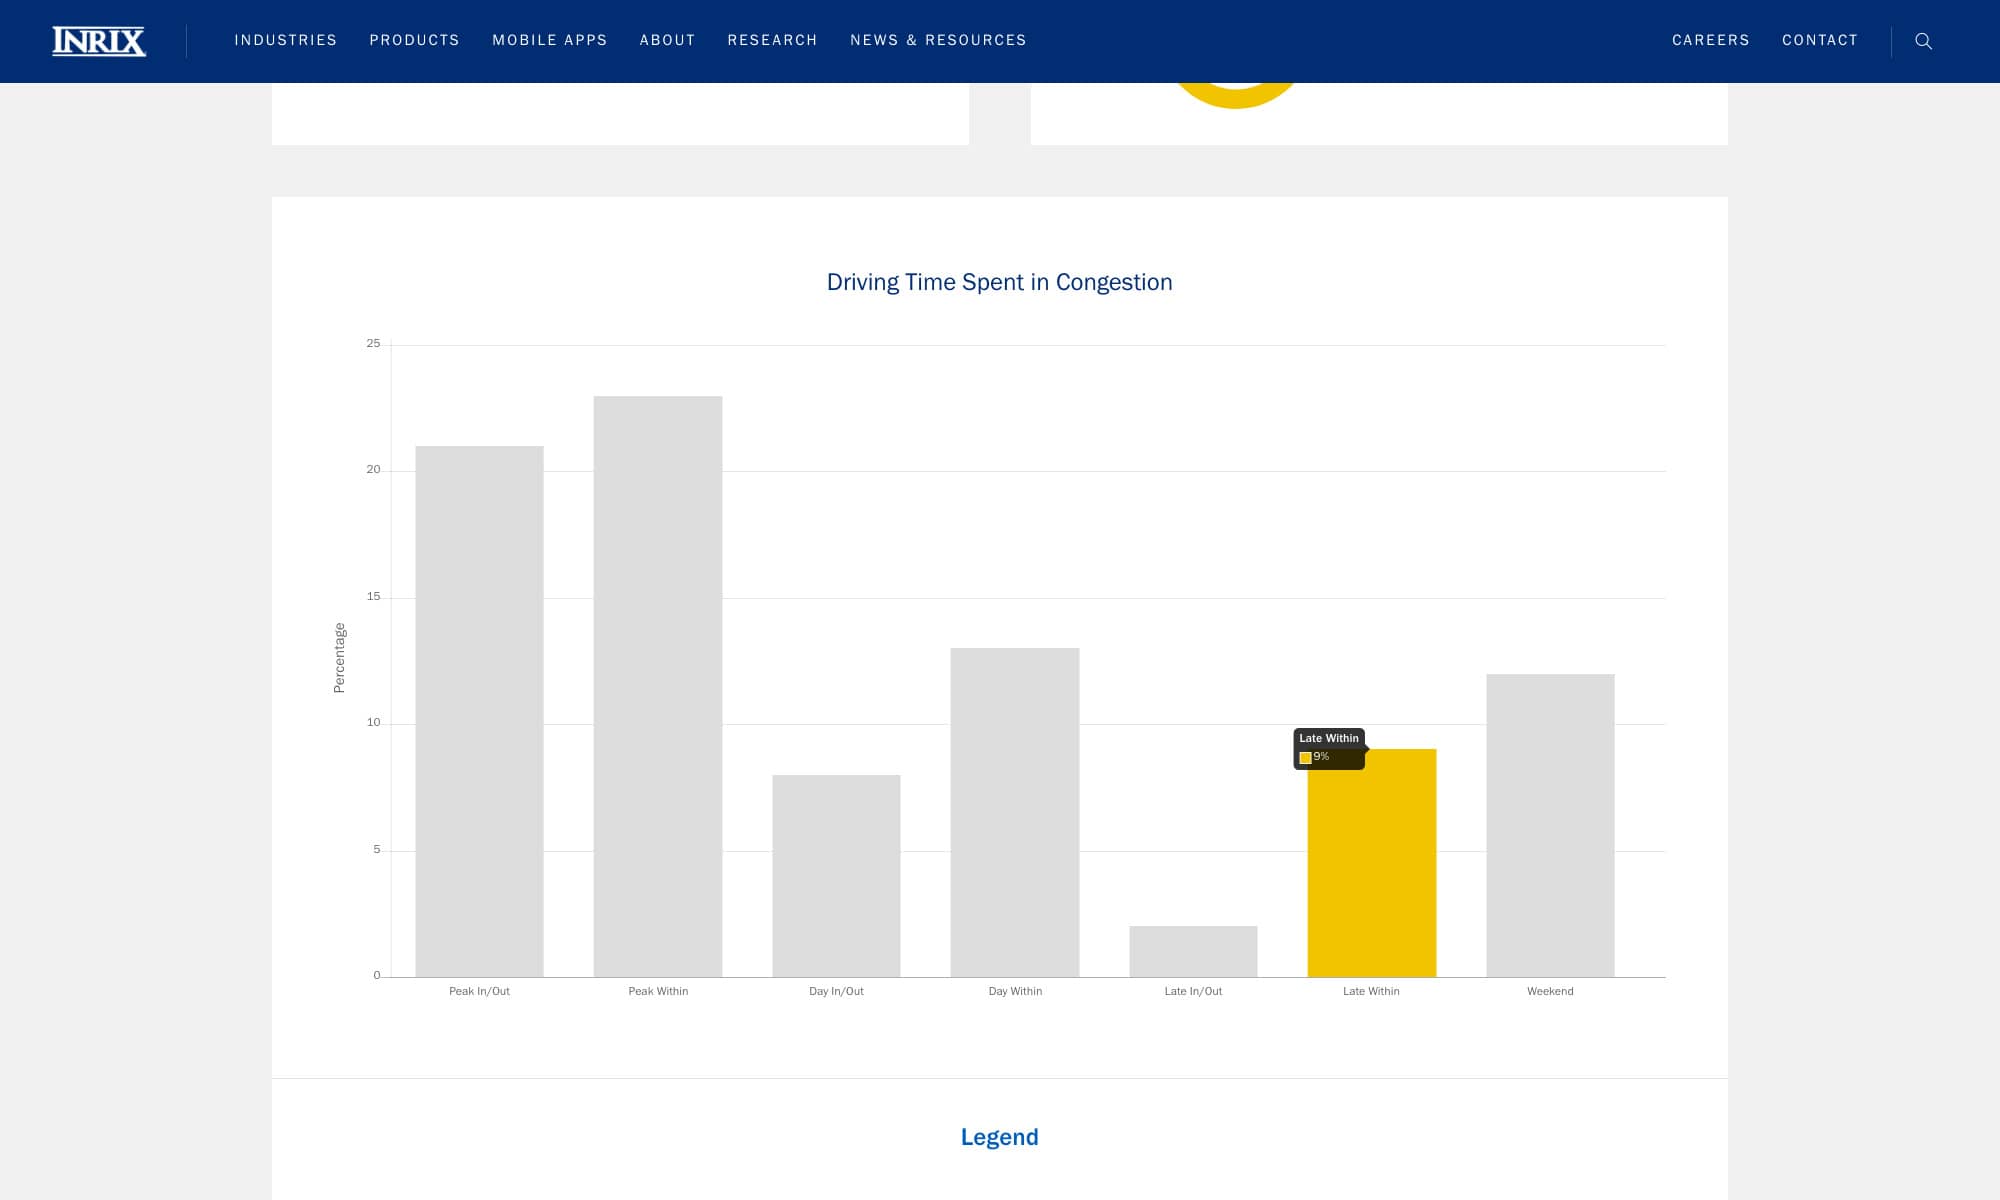 INRIX
INDUSTRIES PRODUCTS MOBILE APPS ABOUT RESEARCH NEWS & RESOURCES CAREERS CONTACT
Driving Time Spent in Congestion
25
20
15
10
5
0
Percentage
Late Within
9%
Peak In/Out Peak Within Day In/Out Day Within Late In/Out Late Within Weekend
Legend